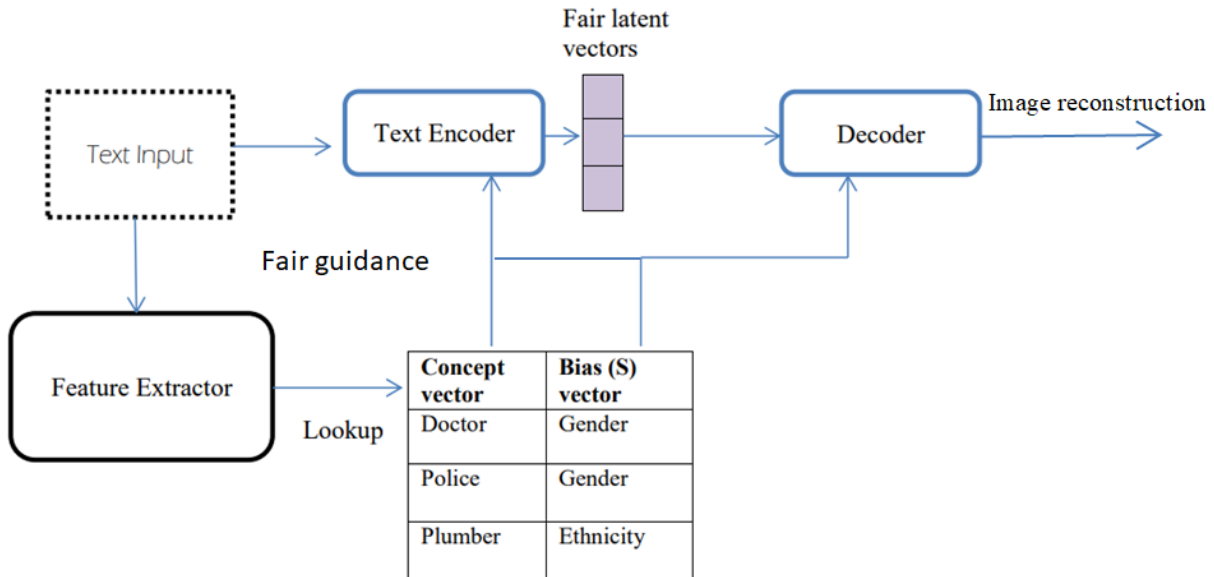 Fair latent
vectors
Text Input
Text Encoder
Decoder
Image reconstruction
Fair guidance
Feature Extractor
Lookup
Concept vector
Bias (S) vector
Doctor
Gender
Police
Gender
Plumber
Ethnicity